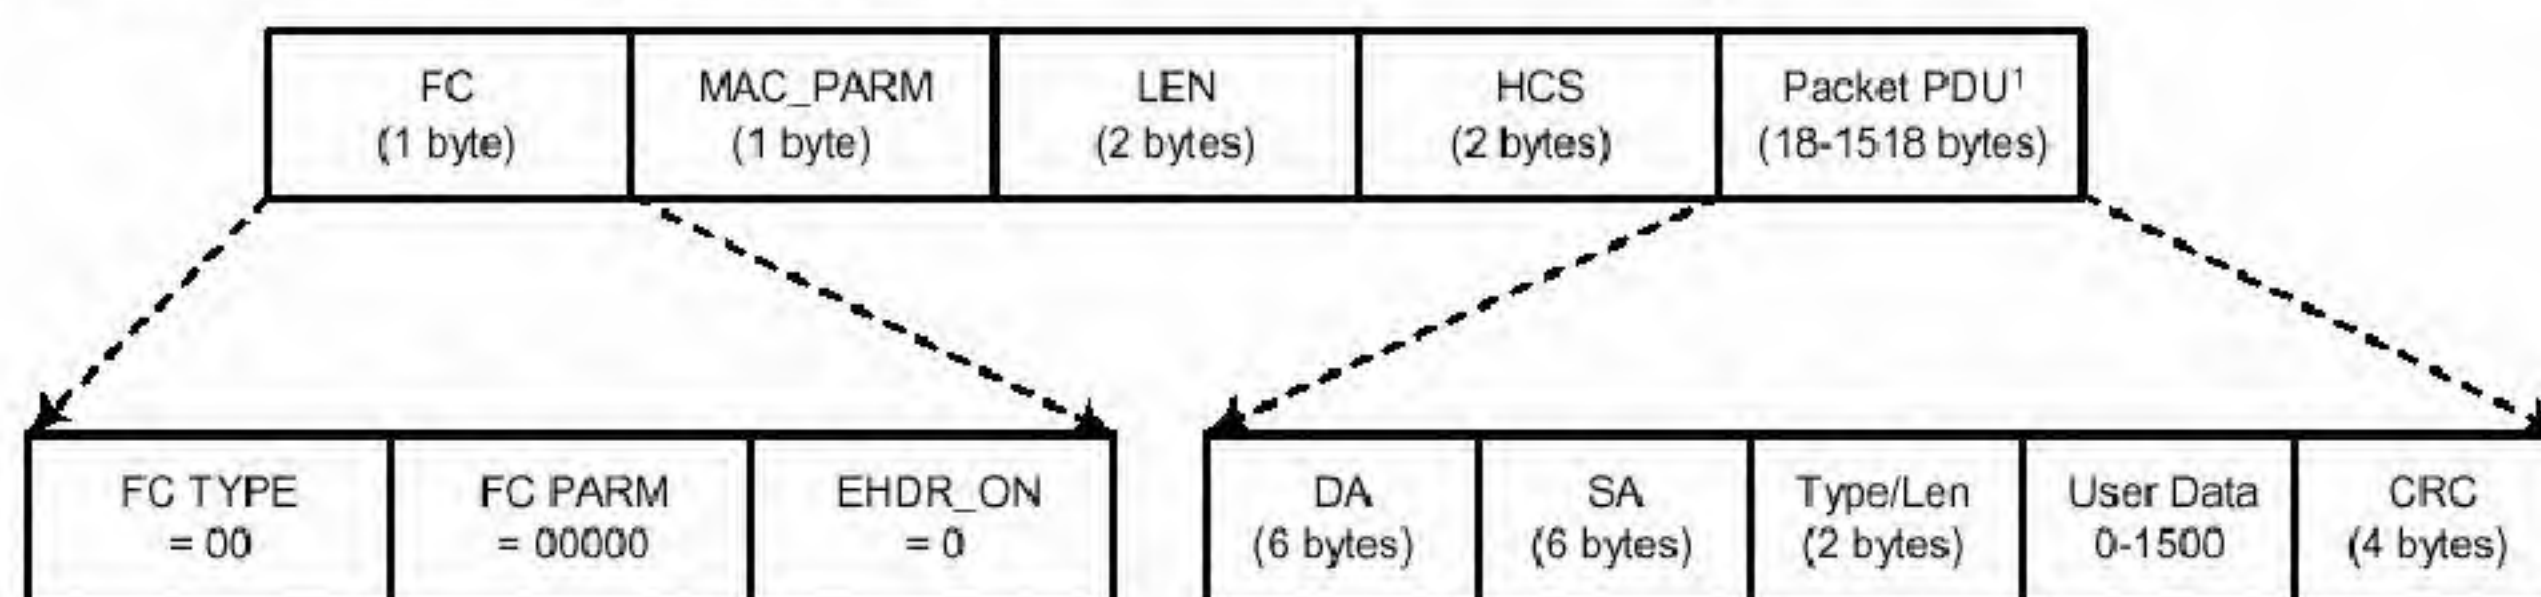 FC
(1 byte)
MAC_PARM
(1 byte)
LEN
(2 bytes)
HCS
(2 bytes)
Packet PDU¹
(18-1518 bytes)
FC TYPE
= 00
FC PARM
= 00000
EHDR_ON
= 0
DA
(6 bytes)
SA
(6 bytes)
Type/Len
(2 bytes)
User Data
0-1500
CRC
(4 bytes)